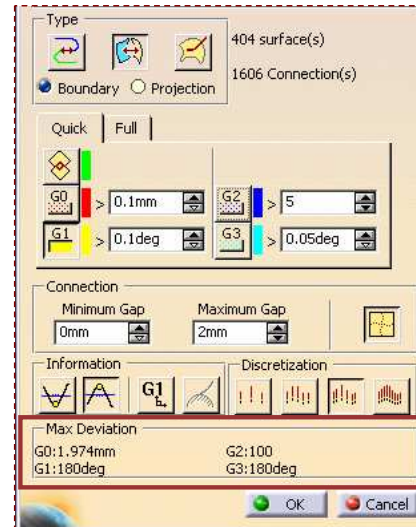 Type
404 surface(s)
1606 Connection(s)
Boundary Projection
Quick Full
G0 > 0.1mm G2 > 5
G1 > 0.1deg G3 > 0.05deg
Connection
Minimum Gap Maximum Gap
0mm 2mm
Information Discretization
G1
Max Deviation
G0:1.974mm G2:100
G1:180deg G3:180deg
OK Cancel